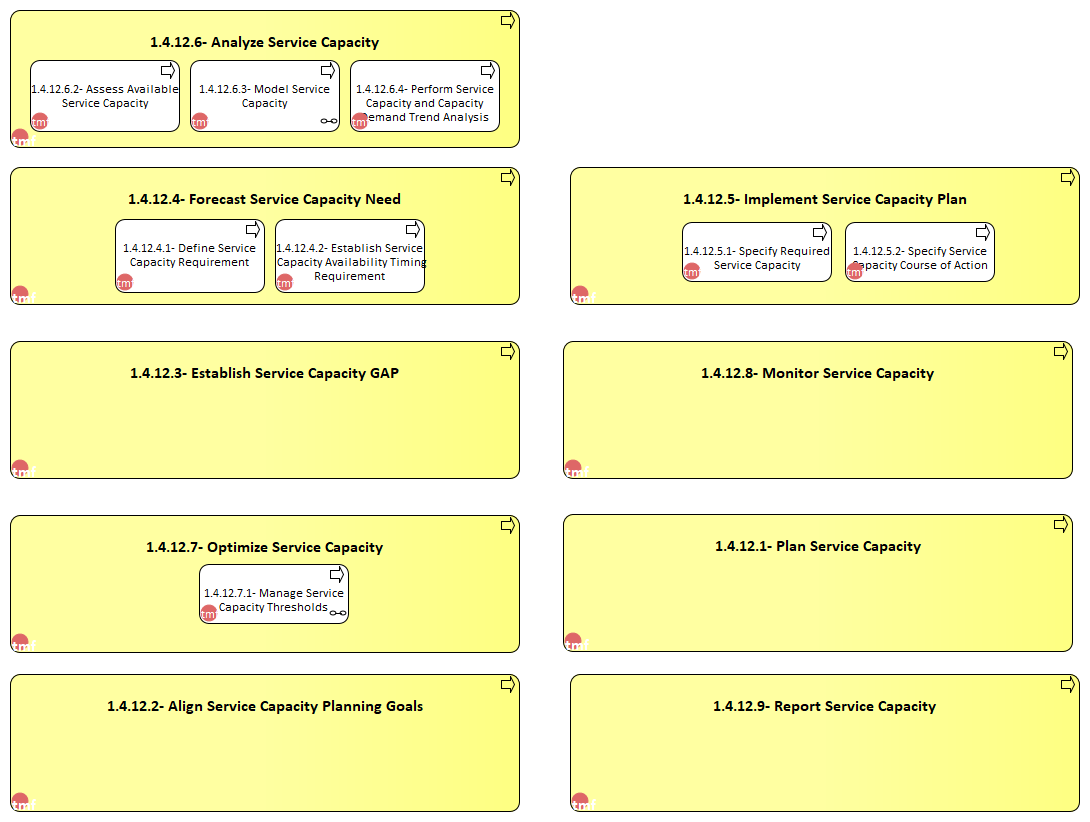 1.4.12.6- Analyze Service Capacity
1.4.12.6.2- Assess Available
Service Capacity
tmf
1.4.12.6.3- Model Service
Capacity
tmf
1.4.12.6.4- Perform Service
Capacity and Capacity
Demand Trend Analysis
tmf
tmf
1.4.12.4- Forecast Service Capacity Need
1.4.12.4.1- Define Service
Capacity Requirement
tmf
1.4.12.4.2- Establish Service
Capacity Availability Timing
Requirement
tmf
tmf
1.4.12.5- Implement Service Capacity Plan
1.4.12.5.1- Specify Required
Service Capacity
tmf
1.4.12.5.2- Specify Service
Capacity Course of Action
tmf
tmf
1.4.12.3- Establish Service Capacity GAP
tmf
1.4.12.8- Monitor Service Capacity
tmf
1.4.12.7- Optimize Service Capacity
1.4.12.7.1- Manage Service
Capacity Thresholds
tmf
tmf
1.4.12.1- Plan Service Capacity
tmf
1.4.12.2- Align Service Capacity Planning Goals
tmf
1.4.12.9- Report Service Capacity
tmf